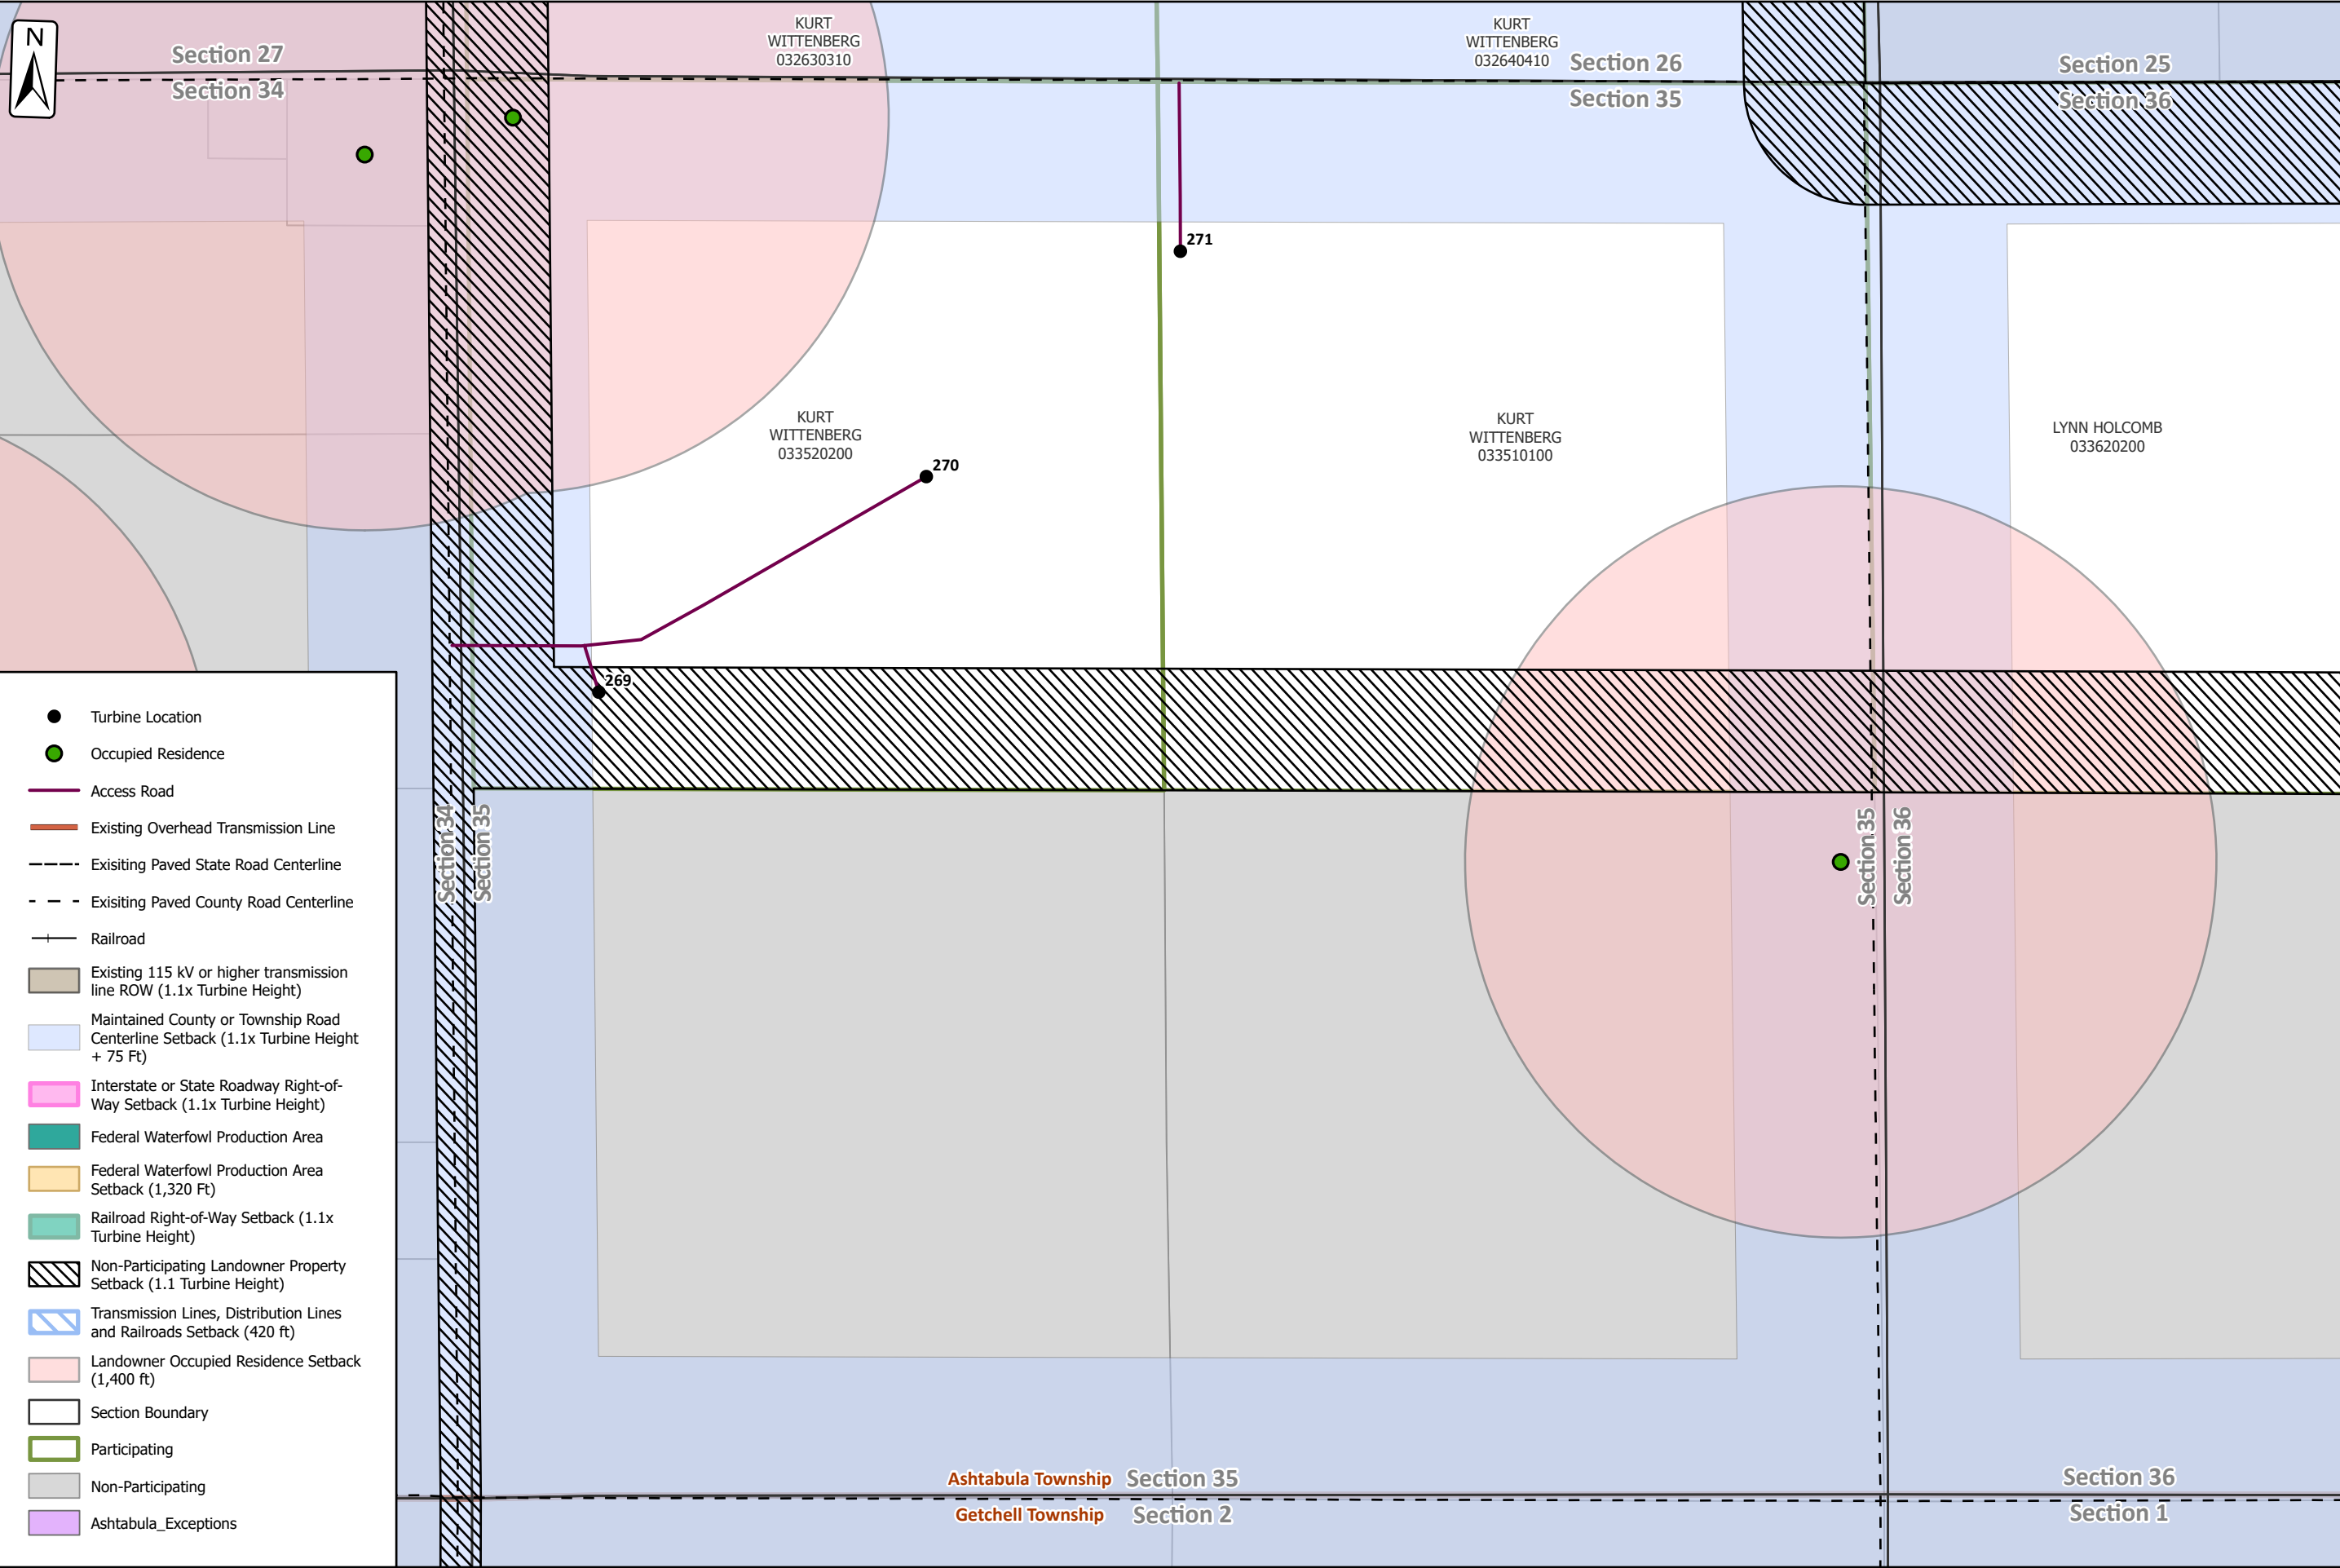 N
Section 27
Section 34
KURT
WITTENBERG
032630310
KURT
WITTENBERG
032640410
Section 26
Section 35
Section 25
Section 36
271
KURT
WITTENBERG
033520200
270
KURT
WITTENBERG
033510100
LYNN HOLCOMB
033620200
269
Section 34
Section 35
Section 35
Section 36
Turbine Location
Occupied Residence
Access Road
Existing Overhead Transmission Line
Exisiting Paved State Road Centerline
Exisiting Paved County Road Centerline
Railroad
Existing 115 kV or higher transmission
line ROW (1.1x Turbine Height)
Maintained County or Township Road
Centerline Setback (1.1x Turbine Height
+ 75 Ft)
Interstate or State Roadway Right-of-
Way Setback (1.1x Turbine Height)
Federal Waterfowl Production Area
Federal Waterfowl Production Area
Setback (1,320 Ft)
Railroad Right-of-Way Setback (1.1x
Turbine Height)
Non-Participating Landowner Property
Setback (1.1 Turbine Height)
Transmission Lines, Distribution Lines
and Railroads Setback (420 ft)
Landowner Occupied Residence Setback
(1,400 ft)
Section Boundary
Participating
Non-Participating
Ashtabula_Exceptions
Ashtabula Township
Section 35
Getchell Township
Section 2
Section 36
Section 1